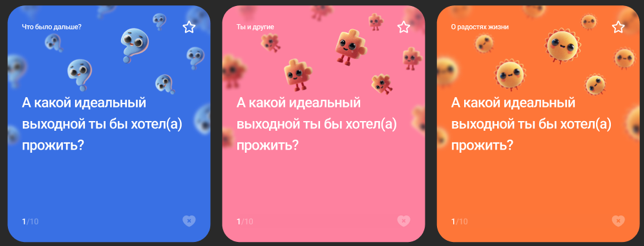 Что было дальше?
А какой идеальный
выходной ты бы хотел(а)
прожить?
1/10
Ты и другие
А какой идеальный
выходной ты бы хотел(а)
прожить?
1/10
О радостях жизни
А какой идеальный
выходной ты бы хотел(а)
прожить?
1/10